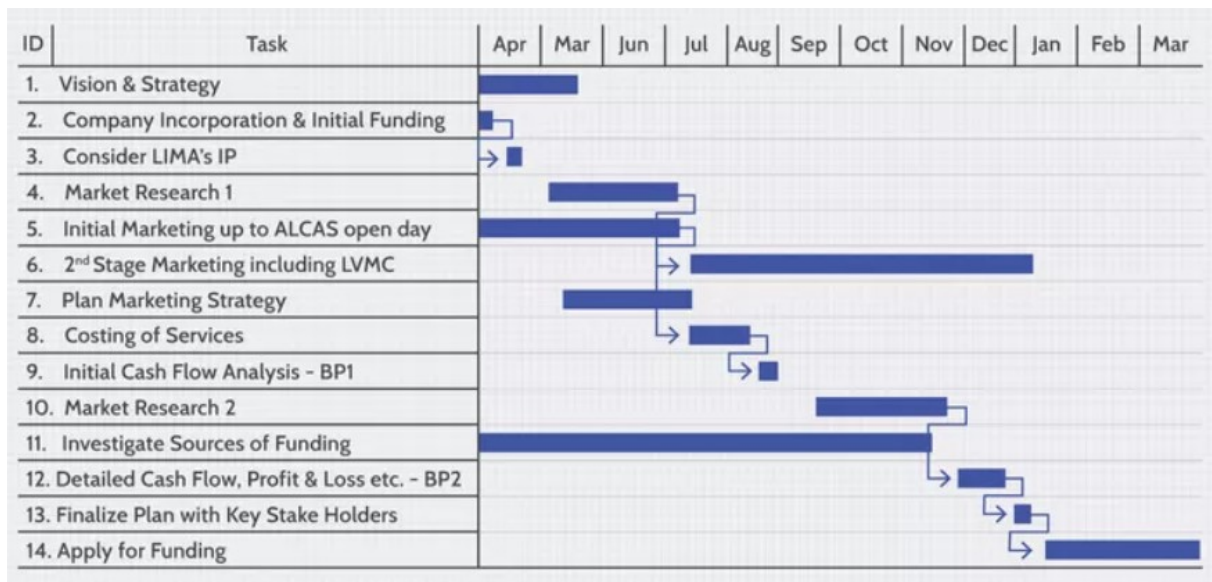 ID Task Apr Mar Jun Jul Aug Sep Oct Nov Dec Jan Feb Mar
1. Vision & Strategy
2. Company Incorporation & Initial Funding
3. Consider LIMA's IP
4. Market Research 1
5. Initial Marketing up to ALCAS open day
6. 2nd Stage Marketing including LVMC
7. Plan Marketing Strategy
8. Costing of Services
9. Initial Cash Flow Analysis - BP1
10. Market Research 2
11. Investigate Sources of Funding
12. Detailed Cash Flow, Profit & Loss etc. - BP2
13. Finalize Plan with Key Stake Holders
14. Apply for Funding